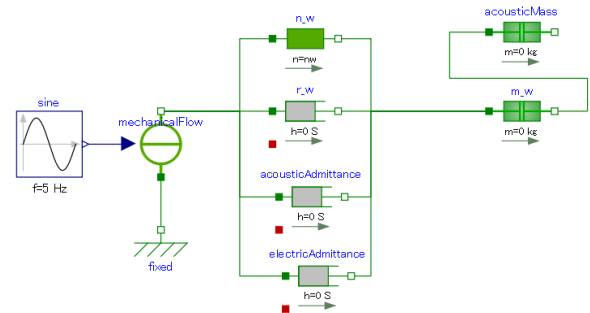 acousticMass
m=0 kg
n_w
n=nw
sine
f=5 Hz
mechanicalFlow
r_w
h=0 S
m_w
m=0 kg
acousticAdmittance
h=0 S
fixed
electricAdmittance
h=0 S